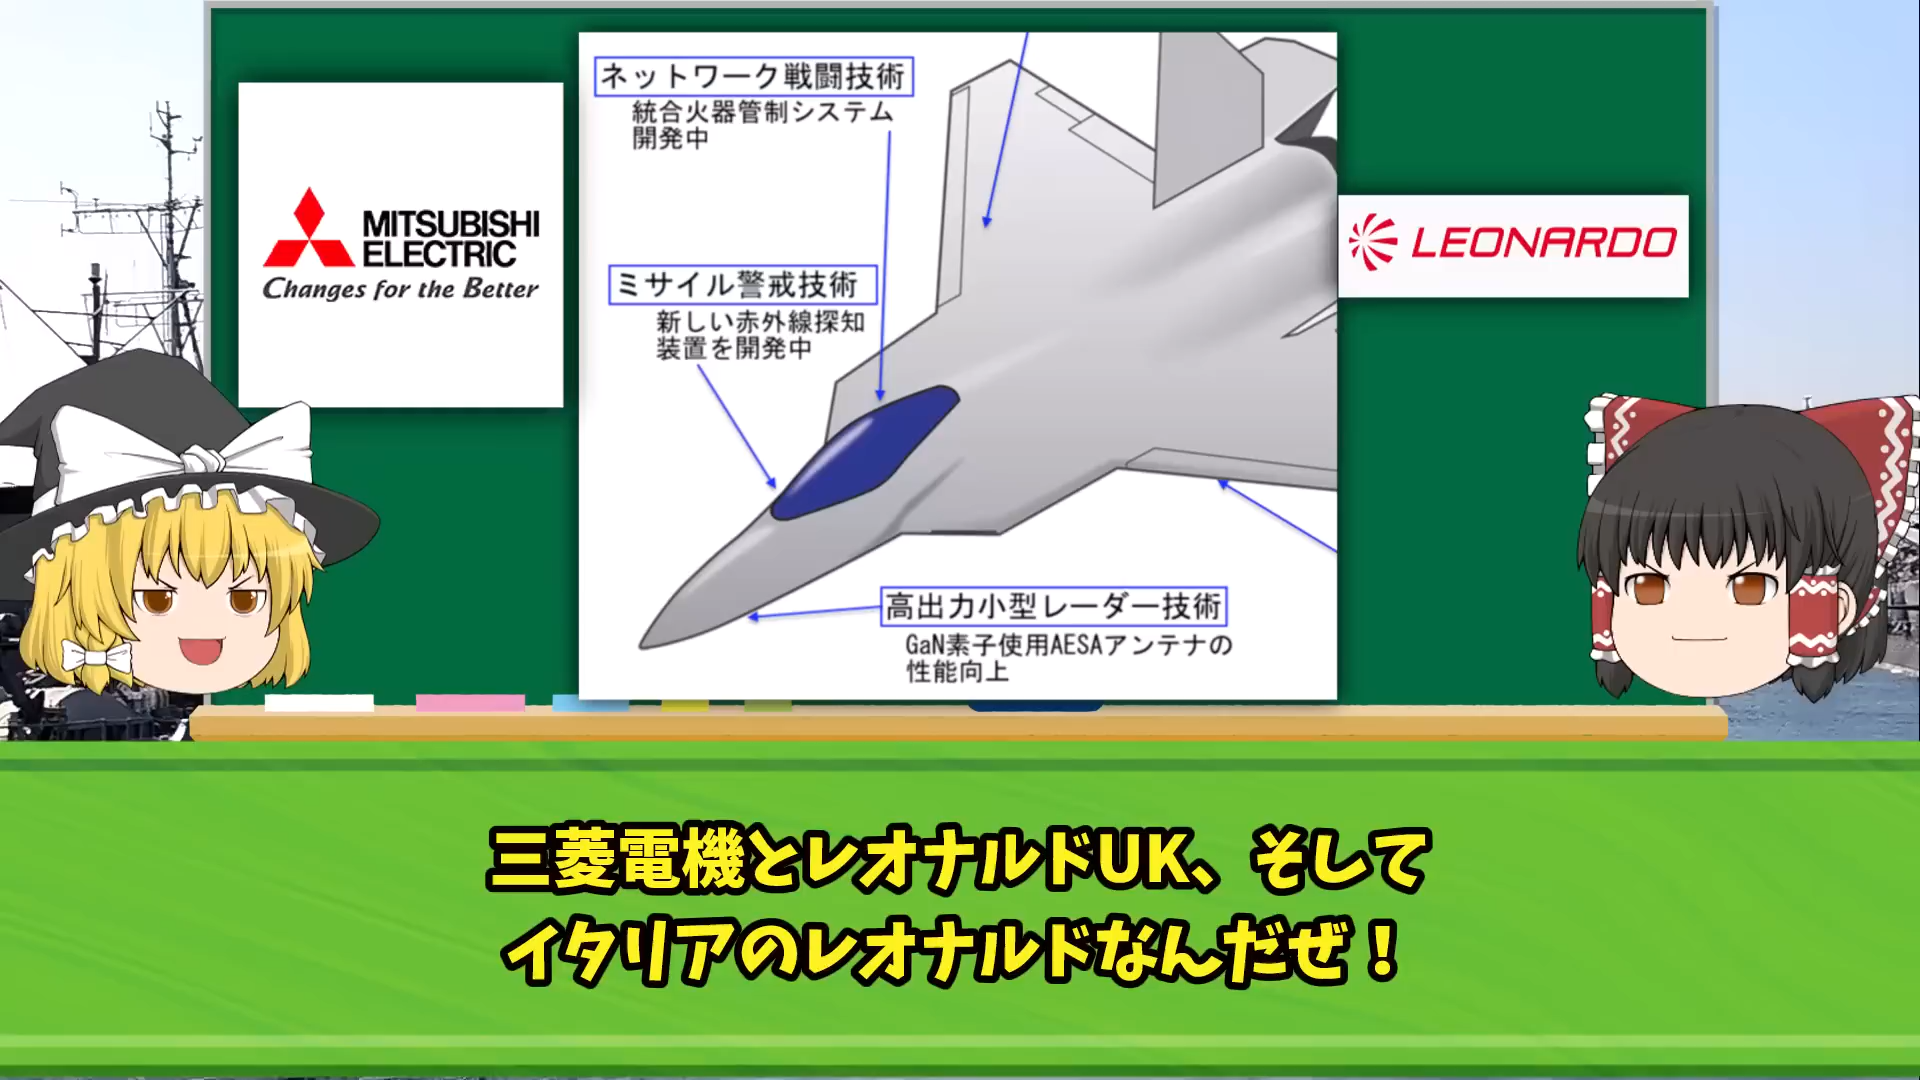 MITSUBISHI
ELECTRIC
Changes for the Better
ネットワーク戦闘技術
統合火器管制システム
開発中
ミサイル警戒技術
新しい赤外線探知
装置を開発中
高出力小型レーダー技術
GaN素子使用AESAアンテナの
性能向上
LEONARDO
三菱電機とレオナルドUK、そして
イタリアのレオナルドなんだぜ！